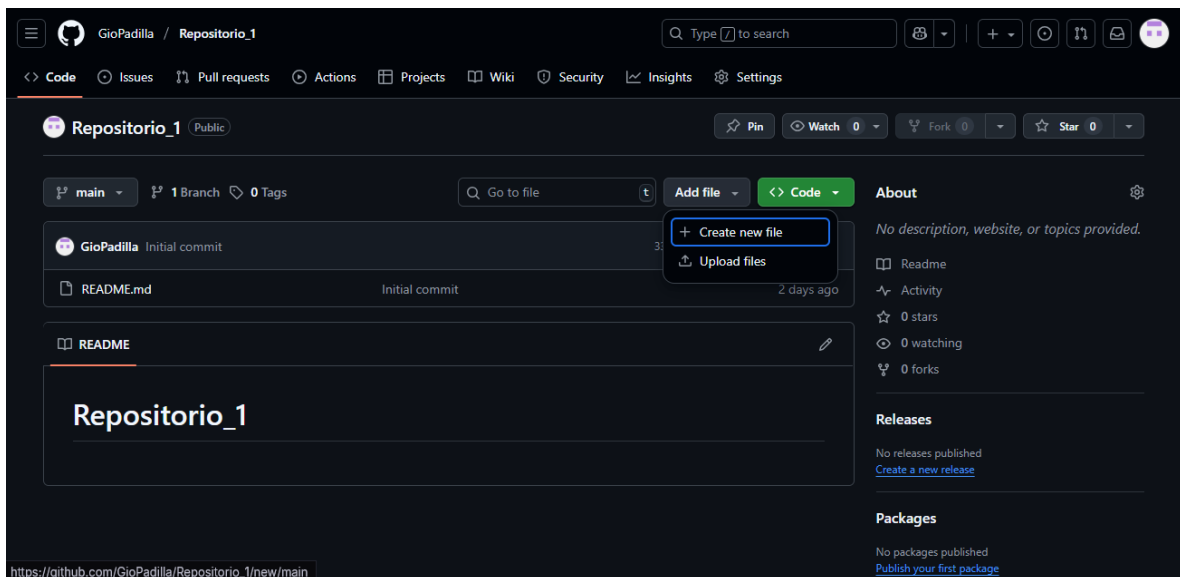 GioPadilla / Repositorio_1
Type / to search
Code Issues Pull requests Actions Projects Wiki Security Insights Settings
Repositorio_1 Public
Pin Watch 0 Fork 0 Star 0
main 1 Branch 0 Tags Go to file t Add file Code
GioPadilla Initial commit
Create new file
Upload files
README.md Initial commit 2 days ago
README
Repositorio_1
About
No description, website, or topics provided.
Readme
Activity
0 stars
0 watching
0 forks
Releases
No releases published
Create a new release
Packages
No packages published
Publish your first package
https://github.com/GioPadilla/Repositorio_1/new/main